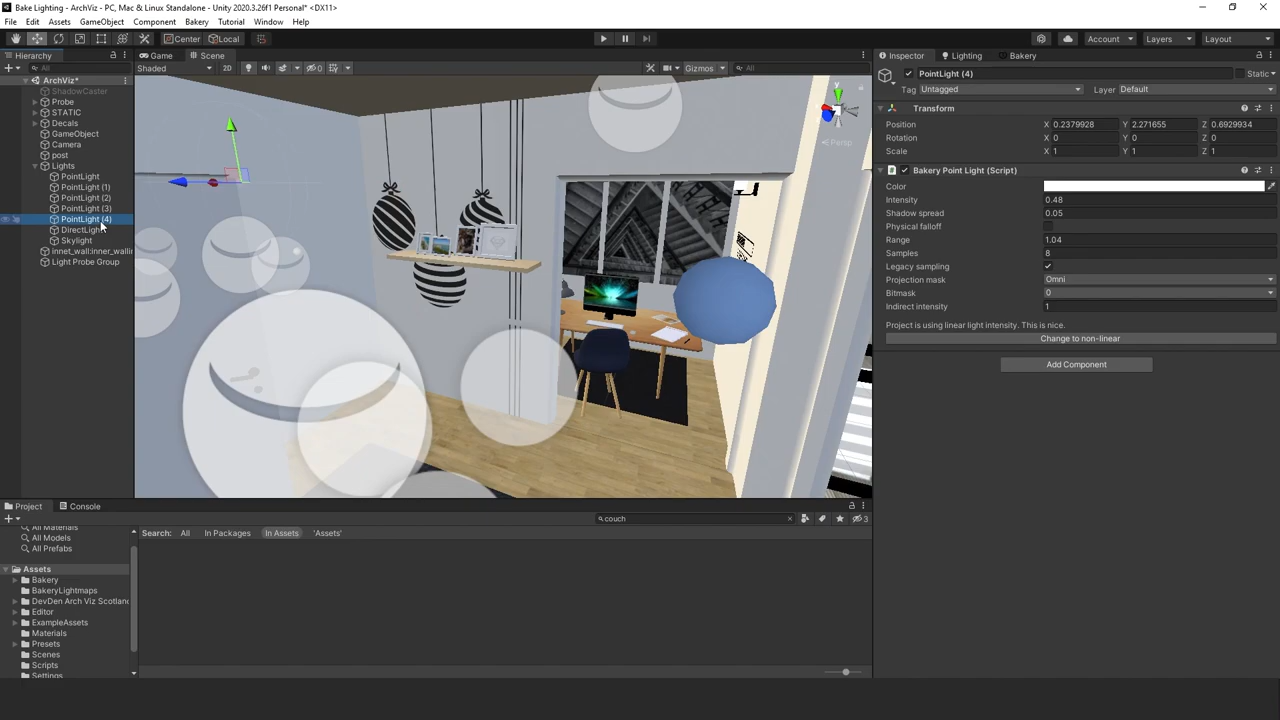 Bake Lighting - ArchViz - PC, Mac & Linux Standalone - Unity 2020.3.26f1 Personal* <DX11>
File Edit Assets GameObject Component Bakery Tutorial Window Help
Center Local Account Layers Layout
Hierarchy Game Scene Inspector Lighting Bakery
All Shaded 2D 0 Gizmos All
PointLight (4) Static
Tag Untagged Layer Default
ArchViz*
ShadowCaster
Probe
STATIC
Decals
GameObject
Camera
post
Lights
PointLight
PointLight (1)
PointLight (2)
PointLight (3)
PointLight (4)
DirectLight
Skylight
innet_wall:inner_wallin
Light Probe Group
y
Persp
Transform
Position X 0.2379928 Y 2.271655 Z 0.6929934
Rotation X 0 Y 0 Z 0
Scale X 1 Y 1 Z 1
Bakery Point Light (Script)
Color
Intensity 0.48
Shadow spread 0.05
Physical falloff
Range 1.04
Samples 8
Legacy sampling
Projection mask Omni
Bitmask 0
Indirect intensity 1
Project is using linear light intensity. This is nice.
Change to non-linear
Add Component
Project Console
couch 3
Search: All In Packages In Assets 'Assets'
All Materials
All Models
All Prefabs
Assets
Bakery
BakeryLightmaps
DevDen Arch Viz Scotland
Editor
ExampleAssets
Materials
Presets
Scenes
Scripts
Settings